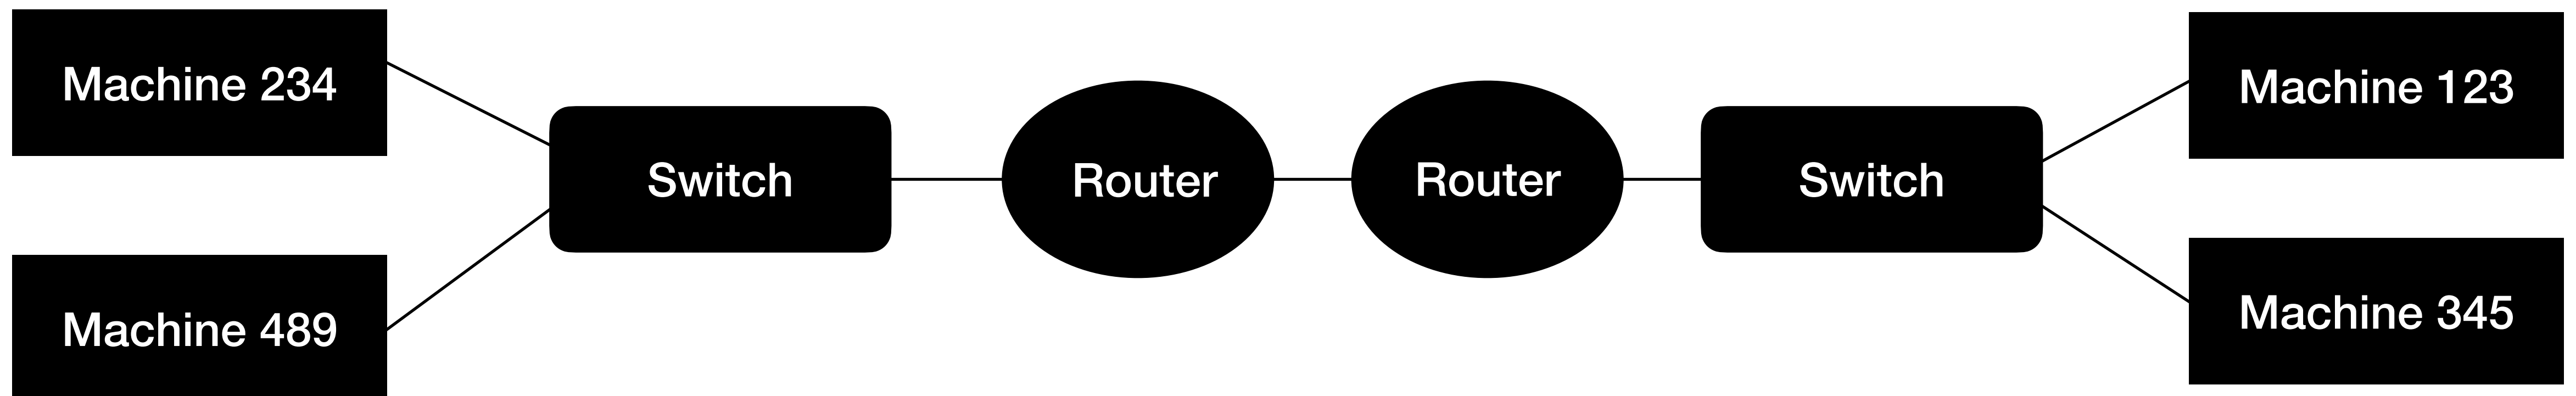 Machine 234
Machine 489
Switch
Router
Router
Switch
Machine 123
Machine 345